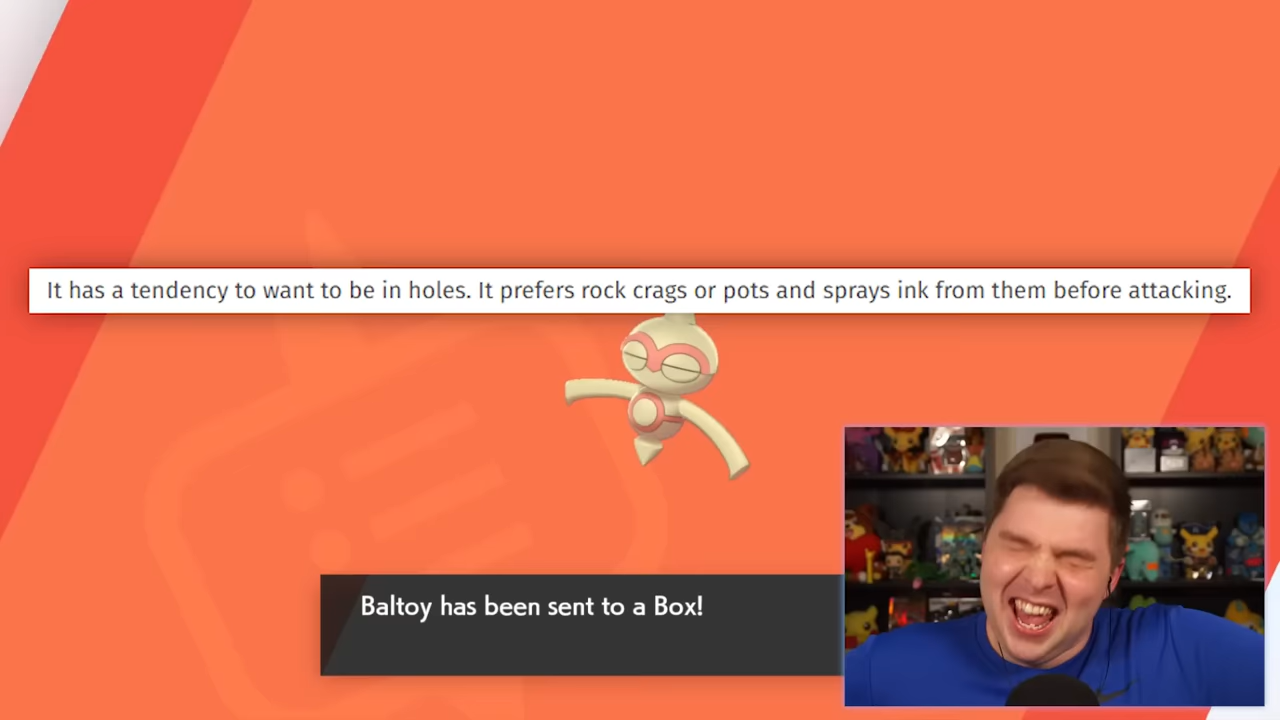 It has a tendency to want to be in holes. It prefers rock crags or pots and sprays ink from them before attacking.
Baltoy has been sent to a Box!